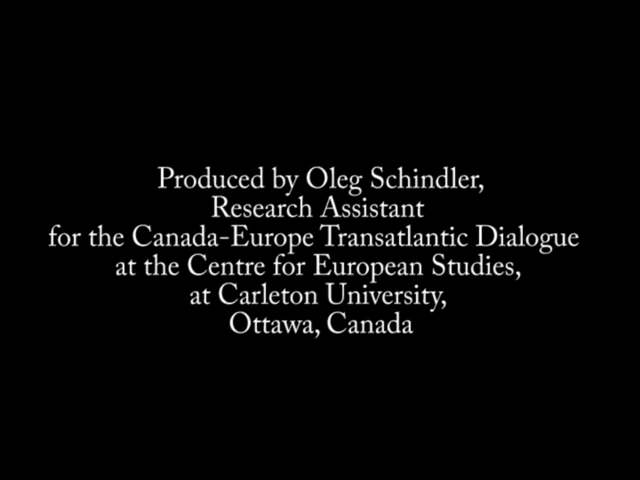 Produced by Oleg Schindler,
Research Assistant
for the Canada-Europe Transatlantic Dialogue
at the Centre for European Studies,
at Carleton University,
Ottawa, Canada